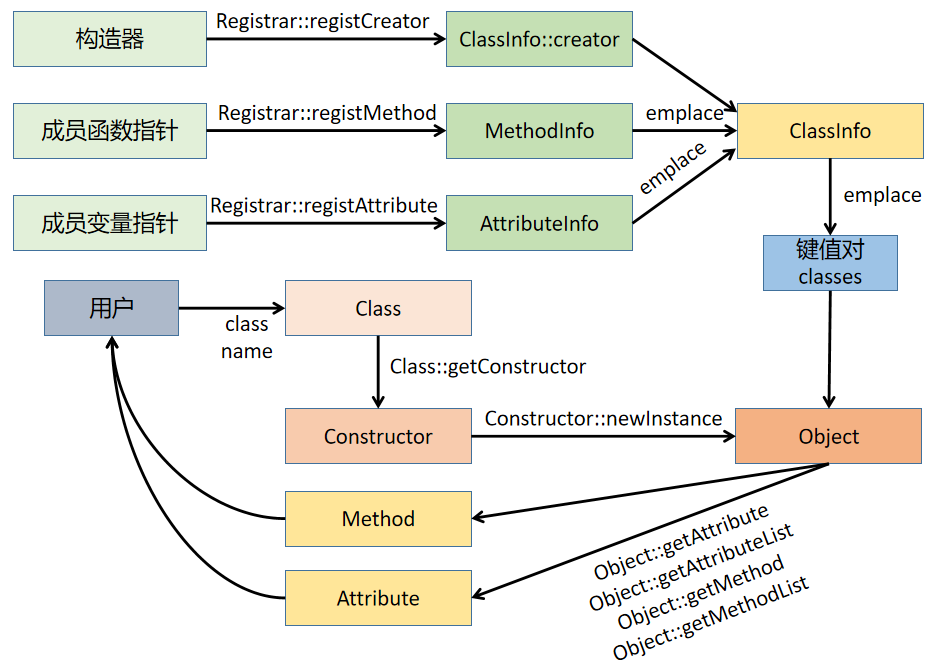 构造器
Registrar::registCreator
ClassInfo::creator
成员函数指针
Registrar::registMethod
MethodInfo
emplace
ClassInfo
成员变量指针
Registrar::registAttribute
AttributeInfo
emplace
emplace
键值对
classes
用户
class
name
Class
Class::getConstructor
Constructor
Constructor::newInstance
Object
Method
Attribute
Object::getAttribute
Object::getAttributeList
Object::getMethod
Object::getMethodList